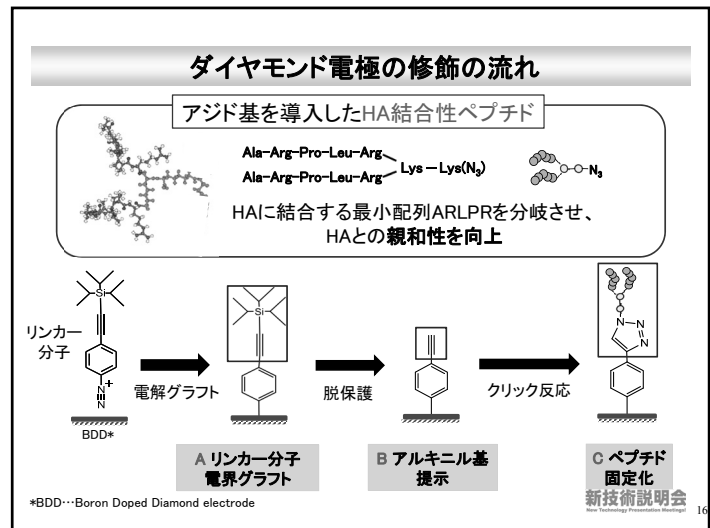 ダイヤモンド電極の修飾の流れ
アジド基を導入したHA結合性ペプチド
Ala-Arg-Pro-Leu-Arg
Ala-Arg-Pro-Leu-Arg
Lys-Lys(N₃)
N₃
HAに結合する最小配列ARLPRを分岐させ、
HAとの親和性を向上
リンカー
分子
Si
N
N
+
BDD*
電解グラフト
Si
脱保護
クリック反応
N
N
N
A リンカー分子
電界グラフト
B アルキニル基
提示
C ペプチド
固定化
*BDD…Boron Doped Diamond electrode
新技術説明会
New Technology Presentation Meetings!
16